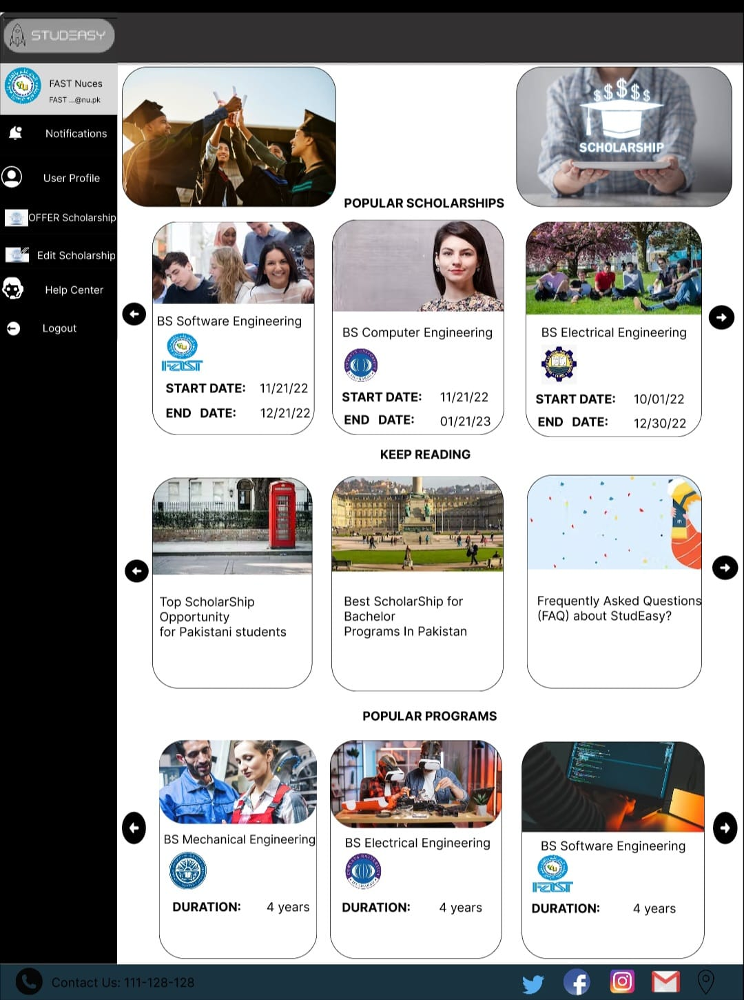 STUDEASY
FAST Nuces
FAST ...@nu.pk
Notifications
User Profile
OFFER Scholarship
Edit Scholarship
Help Center
Logout
$$$$$
SCHOLARSHIP
POPULAR SCHOLARSHIPS
BS Software Engineering
FAST
START DATE: 11/21/22
END DATE: 12/21/22
BS Computer Engineering
START DATE: 11/21/22
END DATE: 01/21/23
BS Electrical Engineering
START DATE: 10/01/22
END DATE: 12/30/22
KEEP READING
Top ScholarShip
Opportunity
for Pakistani students
Best ScholarShip for
Bachelor
Programs In Pakistan
Frequently Asked Questions
(FAQ) about StudEasy?
POPULAR PROGRAMS
BS Mechanical Engineering
DURATION: 4 years
BS Electrical Engineering
DURATION: 4 years
BS Software Engineering
FAST
DURATION: 4 years
Contact Us: 111-128-128